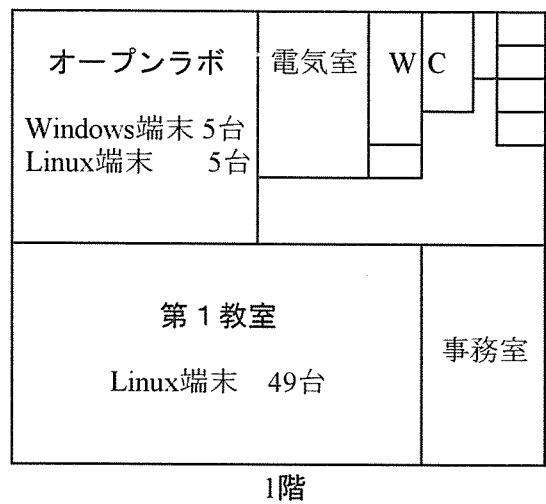 オープンラボ
Windows端末 5台
Linux端末 5台
電気室
WC
第1教室
Linux端末 49台
事務室
1階